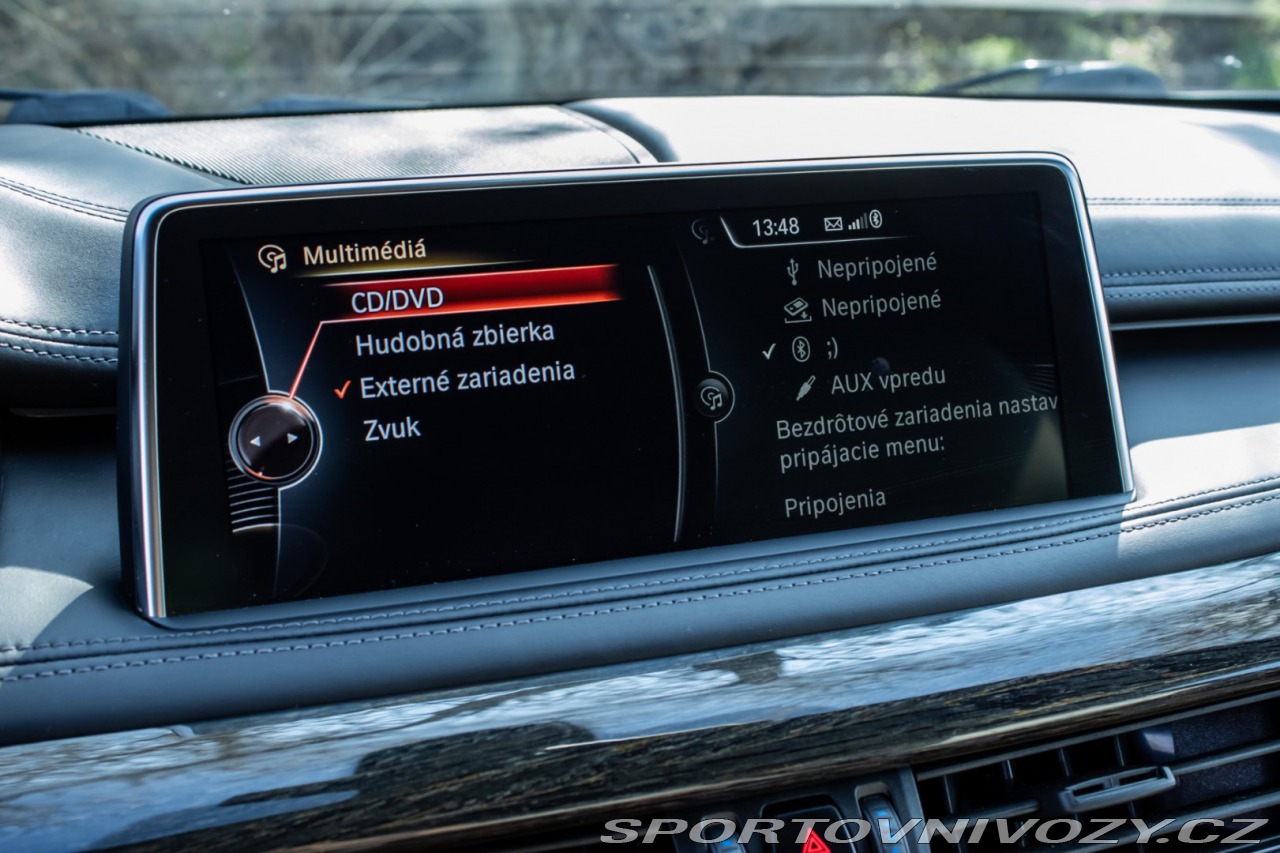 Multimédiá
CD/DVD
Hudobná zbierka
Externé zariadenia
Zvuk
13:48
Nepripojené
Nepripojené
;)
AUX vpredu
Bezdrôtové zariadenia nastav
pripájacie menu:
Pripojenia
SPORTOVNIVOZY.CZ